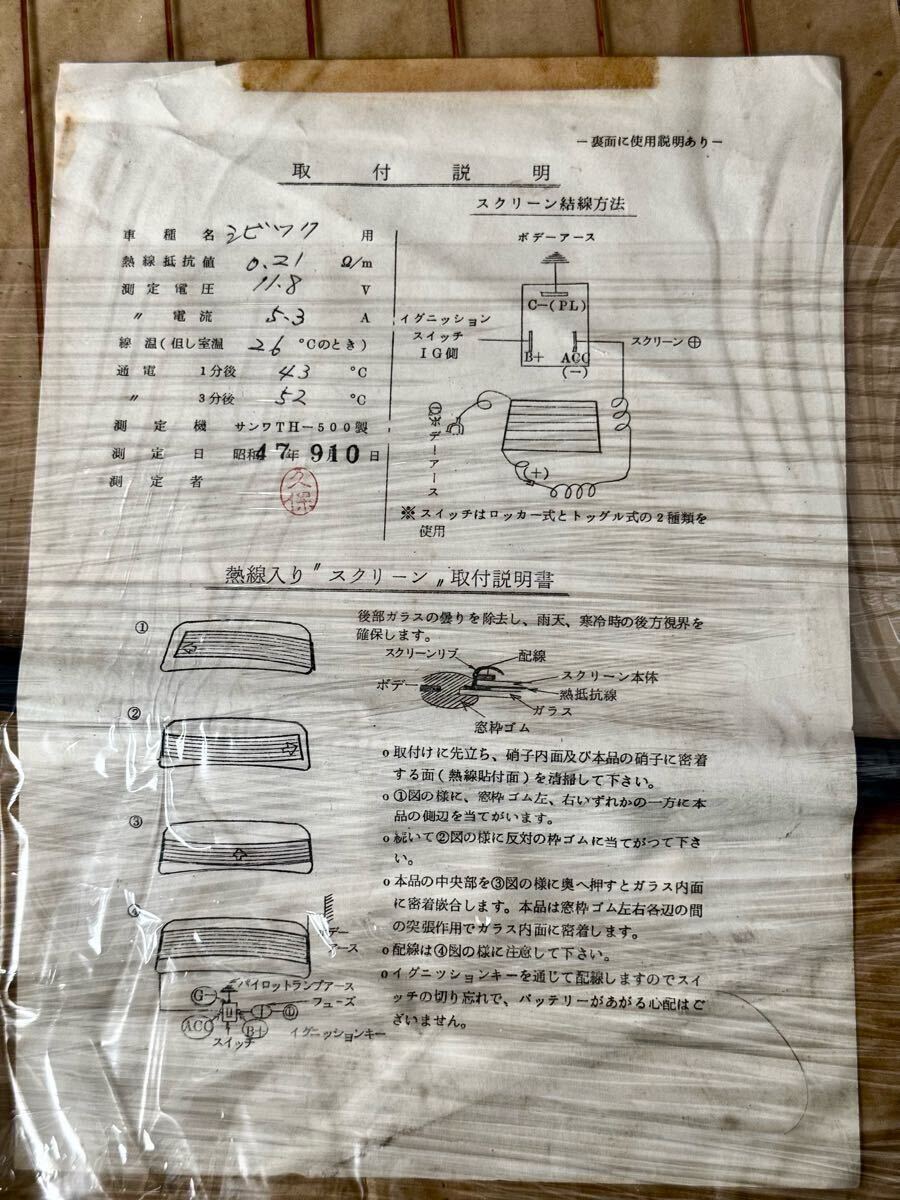 ―裏面に使用説明あり―
取付説明
車種名 シビック 用
熱線抵抗値 0.21 Ω/m
測定電圧 11.8 V
〃 電流 5.3 A
線温(但し室温 26 °Cのとき)
通電 1分後 43 °C
〃 3分後 52 °C
測定機 サンワTH-500製
測定日 昭和47年9月10日
測定者 久保
スクリーン結線方法
ボデーアース
C-(PL)
イグニッション
スイッチ
IG側
B+
ACC
(-)
スクリーン⊕
⊖ボデーアース
(+)
※スイッチはロッカー式とトッグル式の2種類を
使用
熱線入り〃スクリーン〃取付説明書
①
②
③
④
ボデー
アース
パイロットランプアース
G-
フューズ
ACC
B+
スイッチ
イグニッションキー
後部ガラスの曇りを除去し、雨天、寒冷時の後方視界を
確保します。
スクリーンリブ
配線
スクリーン本体
ボデー
熱抵抗線
ガラス
窓枠ゴム
o取付けに先立ち、硝子内面及び本品の硝子に密着
する面(熱線貼付面)を清掃して下さい。
o①図の様に、窓枠ゴム左、右いずれかの一方に本
品の側辺を当てがいます。
o続いて②図の様に反対の枠ゴムに当てがつて下さ
い。
o本品の中央部を③図の様に奥へ押すとガラス内面
に密着嵌合します。本品は窓枠ゴム左右各辺の間
の突張作用でガラス内面に密着します。
o配線は④図の様に注意して下さい。
oイグニッションキーを通じて配線しますのでスイ
ッチの切り忘れで、バッテリーがあがる心配はご
ざいません。